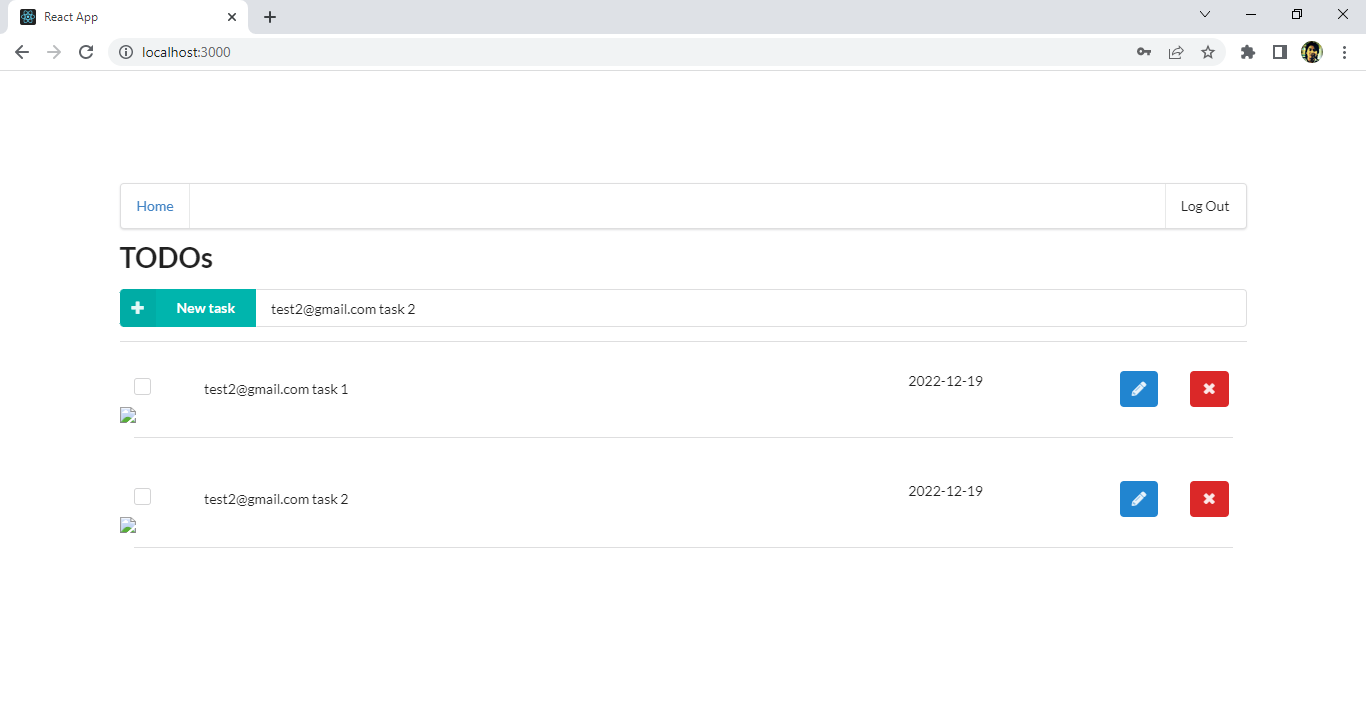 React App
localhost:3000
Home
Log Out
TODOs
New task
test2@gmail.com task 2
test2@gmail.com task 1
2022-12-19
test2@gmail.com task 2
2022-12-19